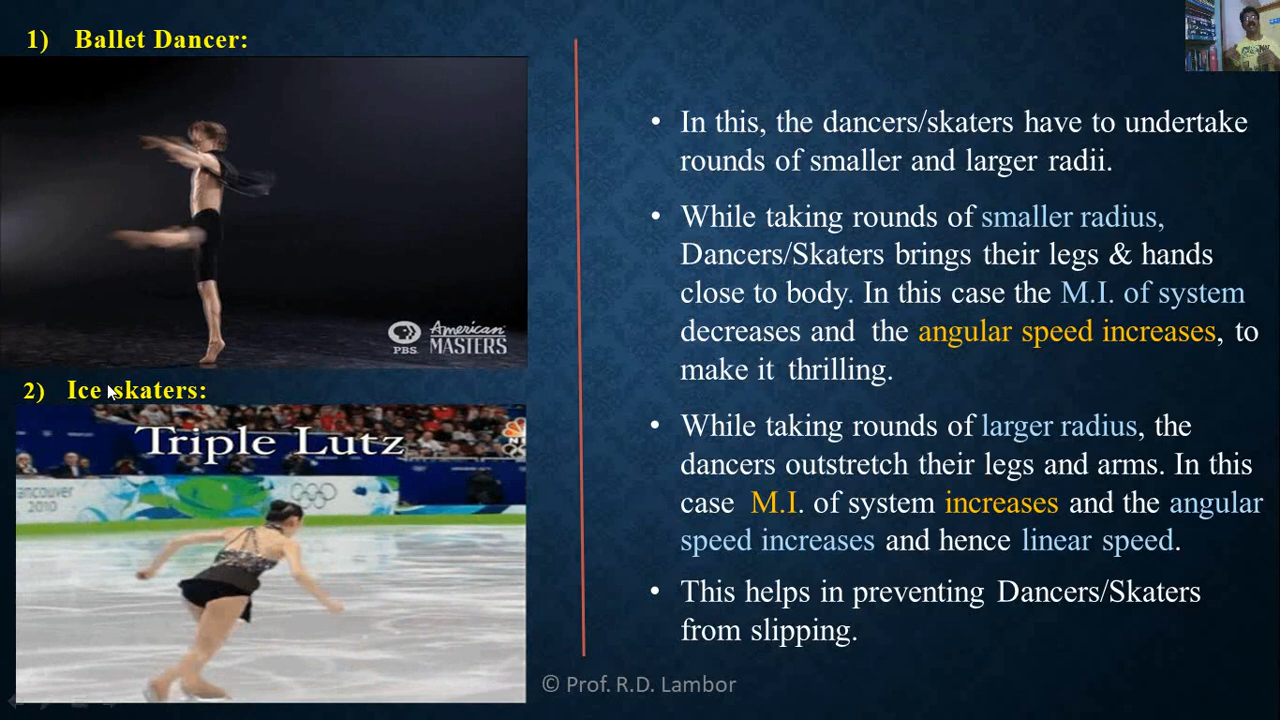 1) Ballet Dancer:
PBS.
American
MASTERS
2) Ice skaters:
Triple Lutz
vancouver
2010
• In this, the dancers/skaters have to undertake
rounds of smaller and larger radii.
• While taking rounds of smaller radius,
Dancers/Skaters brings their legs & hands
close to body. In this case the M.I. of system
decreases and the angular speed increases, to
make it thrilling.
• While taking rounds of larger radius, the
dancers outstretch their legs and arms. In this
case M.I. of system increases and the angular
speed increases and hence linear speed.
• This helps in preventing Dancers/Skaters
from slipping.
© Prof. R.D. Lambor